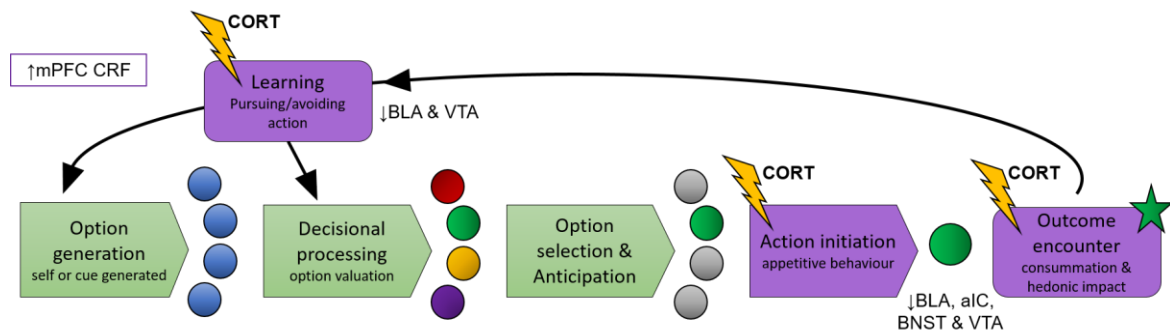 CORT
↑mPFC CRF
Learning
Pursuing/avoiding
action
↓BLA & VTA
Option
generation
self or cue generated
Decisional
processing
option valuation
Option
selection &
Anticipation
CORT
Action initiation
appetitive behaviour
↓BLA, aIC,
BNST & VTA
CORT
Outcome
encounter
consummation &
hedonic impact